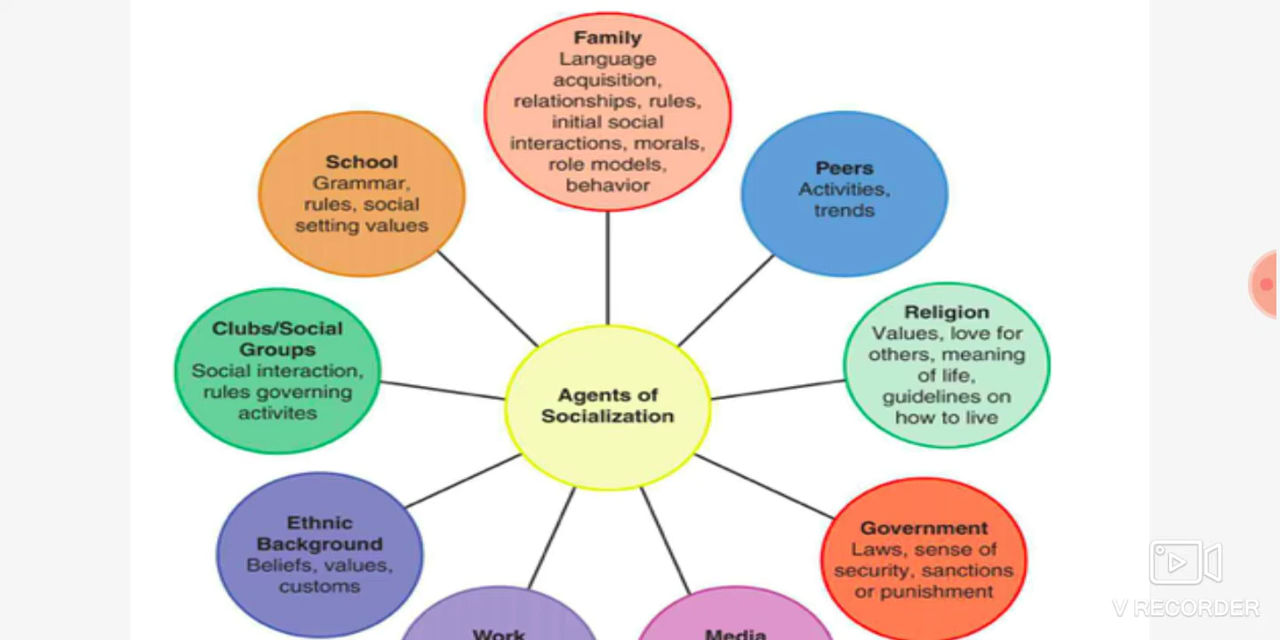 Family
Language
acquisition,
relationships, rules,
initial social
interactions, morals,
role models,
behavior
School
Grammar,
rules, social
setting values
Peers
Activities,
trends
Clubs/Social
Groups
Social interaction,
rules governing
activites
Religion
Values, love for
others, meaning
of life,
guidelines on
how to live
Agents of
Socialization
Ethnic
Background
Beliefs, values,
customs
Government
Laws, sense of
security, sanctions
or punishment
Work
Media
V RECORDER